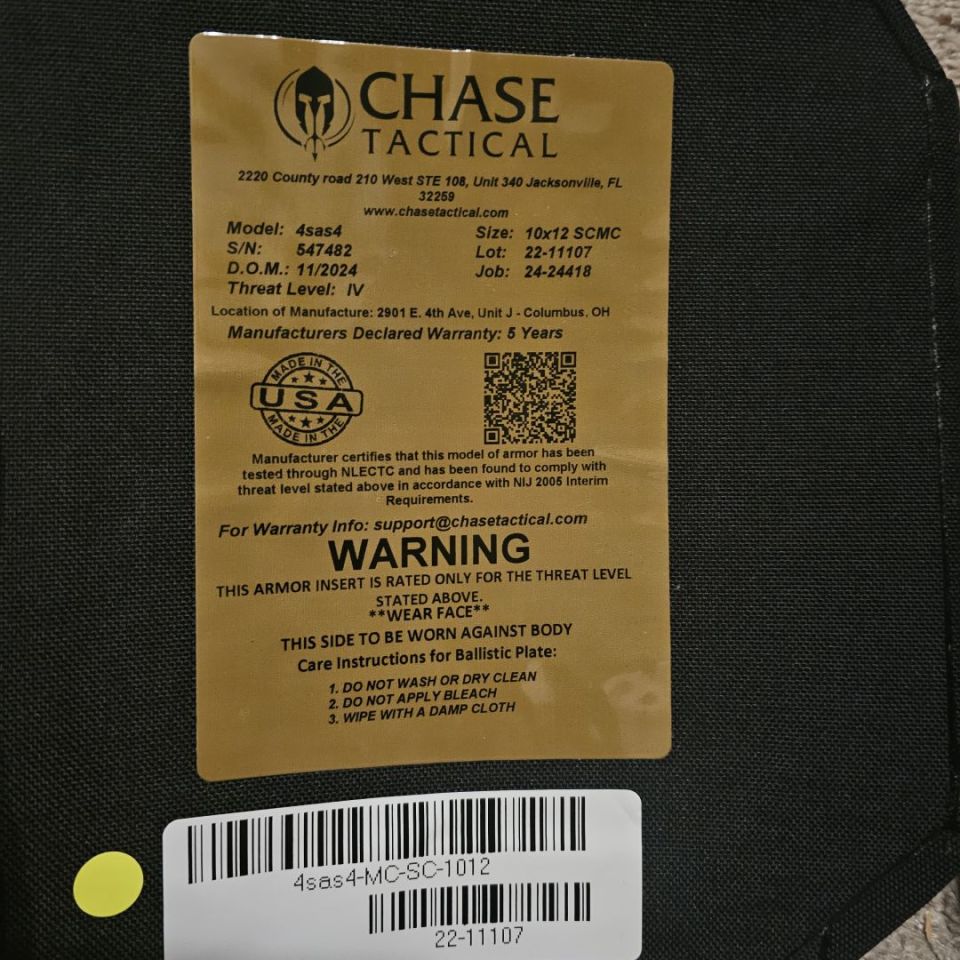 CHASE
TACTICAL
2220 County road 210 West STE 108, Unit 340 Jacksonville, FL
32259
www.chasetactical.com
Model: 4sas4 Size: 10x12 SCMC
S/N: 547482 Lot: 22-11107
D.O.M.: 11/2024 Job: 24-24418
Threat Level: IV
Location of Manufacture: 2901 E. 4th Ave, Unit J - Columbus, OH
Manufacturers Declared Warranty: 5 Years
MADE IN THE
USA
MADE IN THE
Manufacturer certifies that this model of armor has been
tested through NLECTC and has been found to comply with
threat level stated above in accordance with NIJ 2005 Interim
Requirements.
For Warranty Info: support@chasetactical.com
WARNING
THIS ARMOR INSERT IS RATED ONLY FOR THE THREAT LEVEL
STATED ABOVE.
**WEAR FACE**
THIS SIDE TO BE WORN AGAINST BODY
Care Instructions for Ballistic Plate:
1. DO NOT WASH OR DRY CLEAN
2. DO NOT APPLY BLEACH
3. WIPE WITH A DAMP CLOTH
4sas4-MC-SC-1012
22-11107